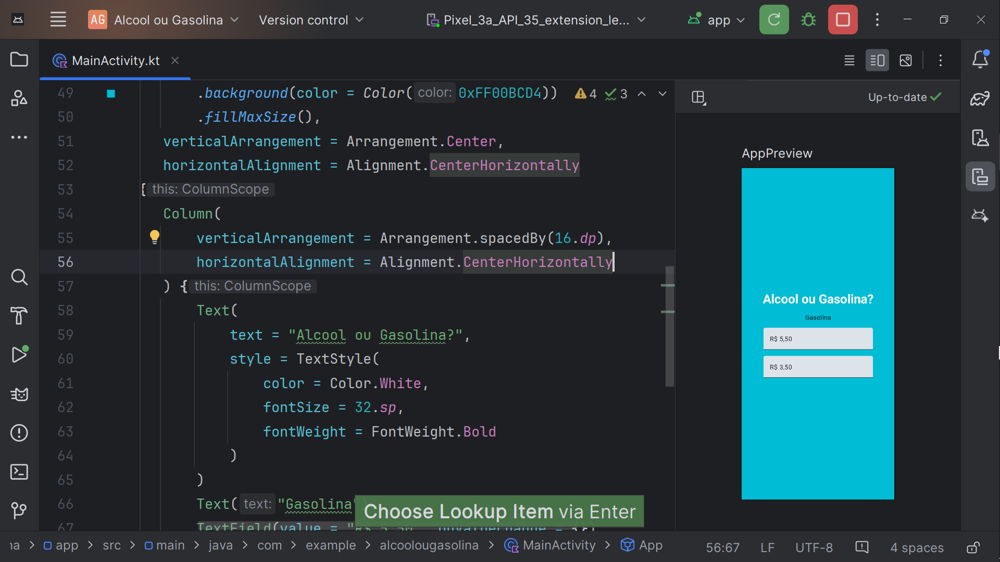 AG Alcool ou Gasolina Version control Pixel_3a_API_35_extension_le... app
MainActivity.kt
49 .background(color = Color( color: 0xFF00BCD4)) 4 3
50 .fillMaxSize(),
51 verticalArrangement = Arrangement.Center,
52 horizontalAlignment = Alignment.CenterHorizontally
53 { this: ColumnScope
54 Column(
55 verticalArrangement = Arrangement.spacedBy(16.dp),
56 horizontalAlignment = Alignment.CenterHorizontally
57 ) { this: ColumnScope
58 Text(
59 text = "Alcool ou Gasolina?",
60 style = TextStyle(
61 color = Color.White,
62 fontSize = 32.sp,
63 fontWeight = FontWeight.Bold
64 )
65 )
66 Text( text: "Gasolina"
67 TextField(value =
Choose Lookup Item via Enter
Up-to-date
AppPreview
Alcool ou Gasolina?
Gasolina
R$ 5,50
R$ 3,50
na > app > src > main > java > com > example > alcoolougasolina > MainActivity > App 56:67 LF UTF-8 4 spaces